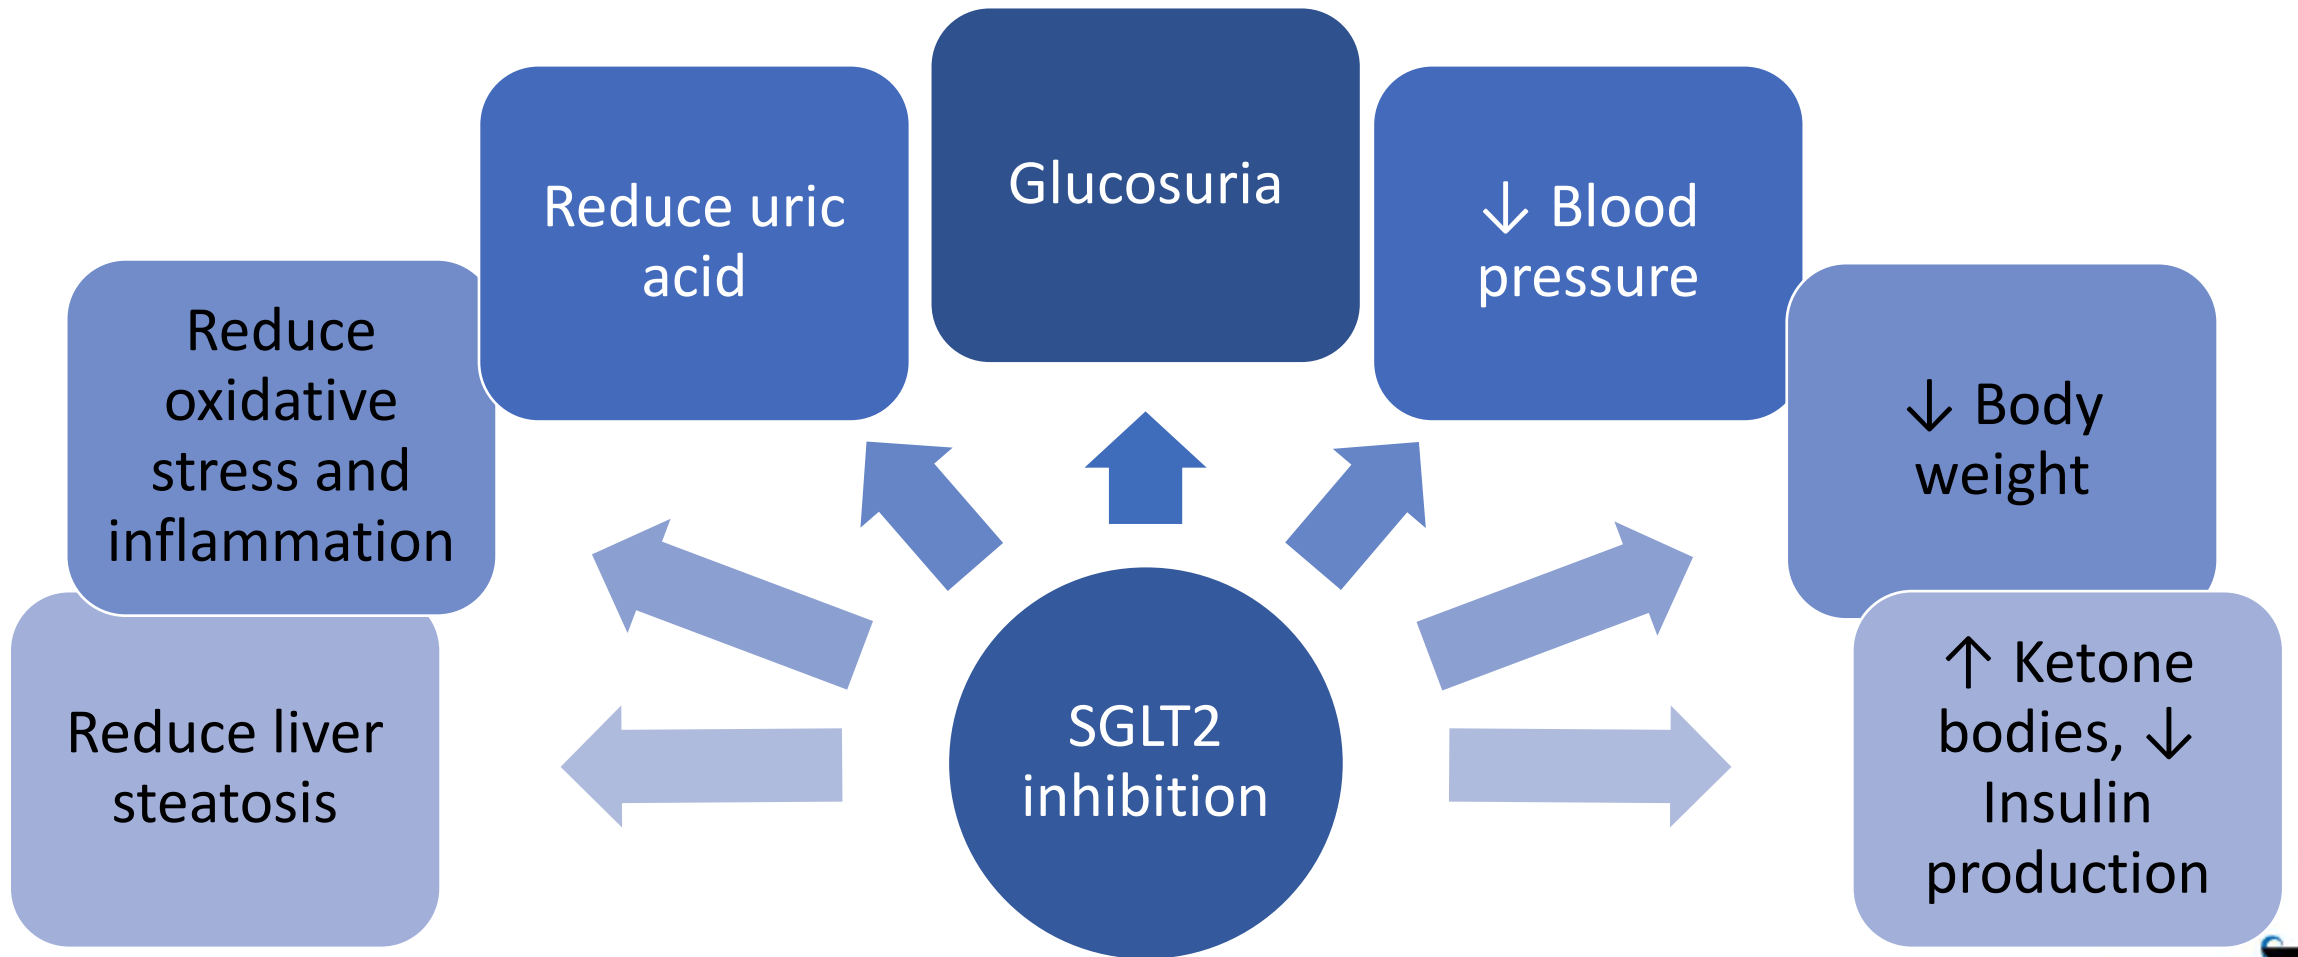 Glucosuria
Reduce uric
acid
↓ Blood
pressure
Reduce
oxidative
stress and
inflammation
↓ Body
weight
Reduce liver
steatosis
SGLT2
inhibition
↑ Ketone
bodies, ↓
Insulin
production